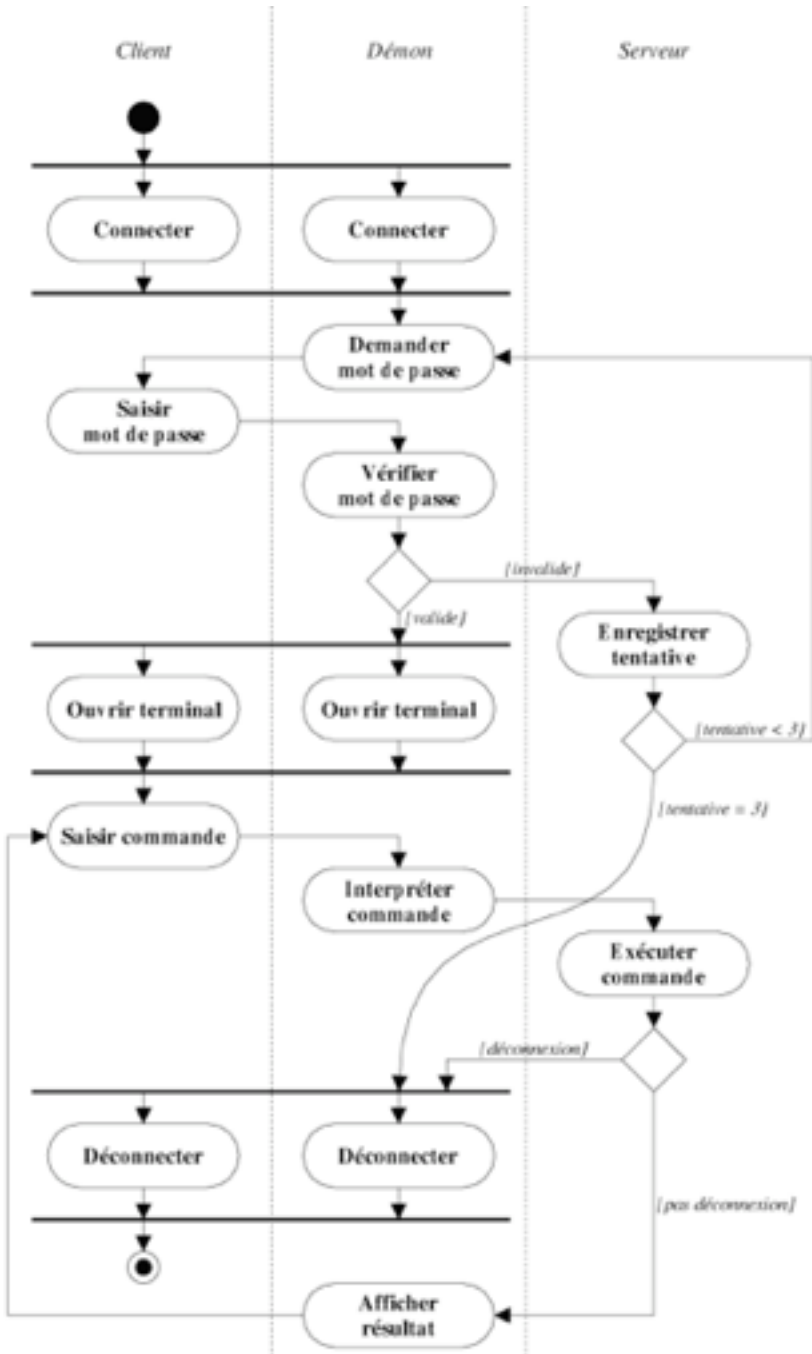 Client
Démon
Serveur
Connecter
Connecter
Demander
mot de passe
Saisir
mot de passe
Vérifier
mot de passe
[invalide]
[valide]
Enregistrer
tentative
Ouvrir terminal
Ouvrir terminal
[tentative < 3]
[tentative = 3]
Saisir commande
Interpréter
commande
Exécuter
commande
[déconnexion]
Déconnecter
Déconnecter
[pas déconnexion]
Afficher
résultat